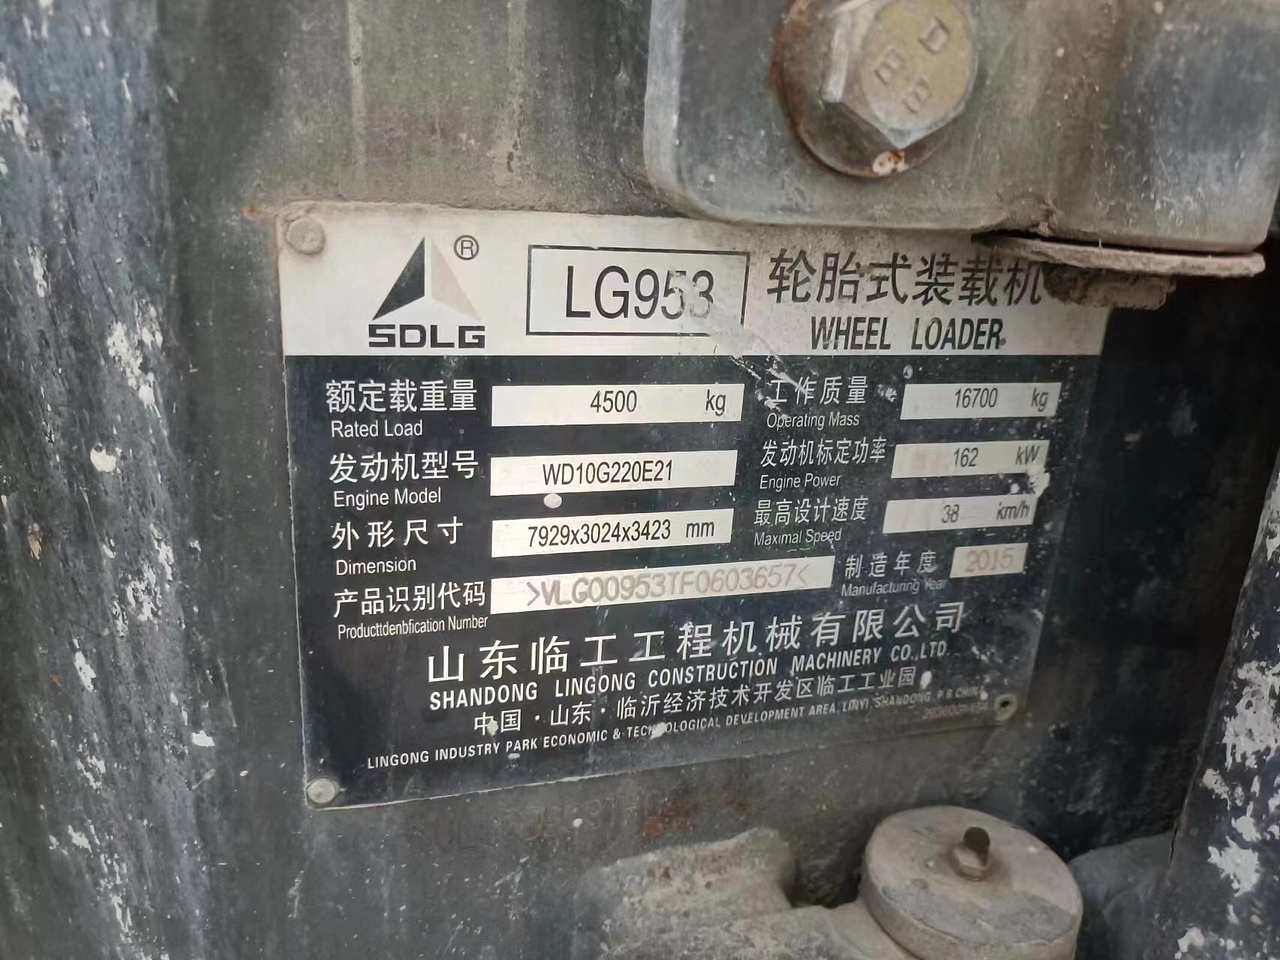 BB
® LG953 轮胎式装载机
SDLG WHEEL LOADER
额定载重量 4500 kg 工作质量 16700 kg
Rated Load Operating Mass
发动机型号 WD10G220E21 发动机标定功率 162 kW
Engine Model Engine Power
外形尺寸 7929x3024x3423 mm 最高设计速度 38 km/h
Dimension Maximal Speed
产品识别代码 >VLG00953TF0603657< 制造年度 2015
Producttdenbfication Number Manufacturing Year
山东临工工程机械有限公司
SHANDONG LINGONG CONSTRUCTION MACHINERY CO.,LTD
中国·山东·临沂经济技术开发区临工工业园
LINGONG INDUSTRY PARK ECONOMIC & TECHNOLOGICAL DEVELOPMENT AREA, LINYI, SHANDONG, P.R.CHINA